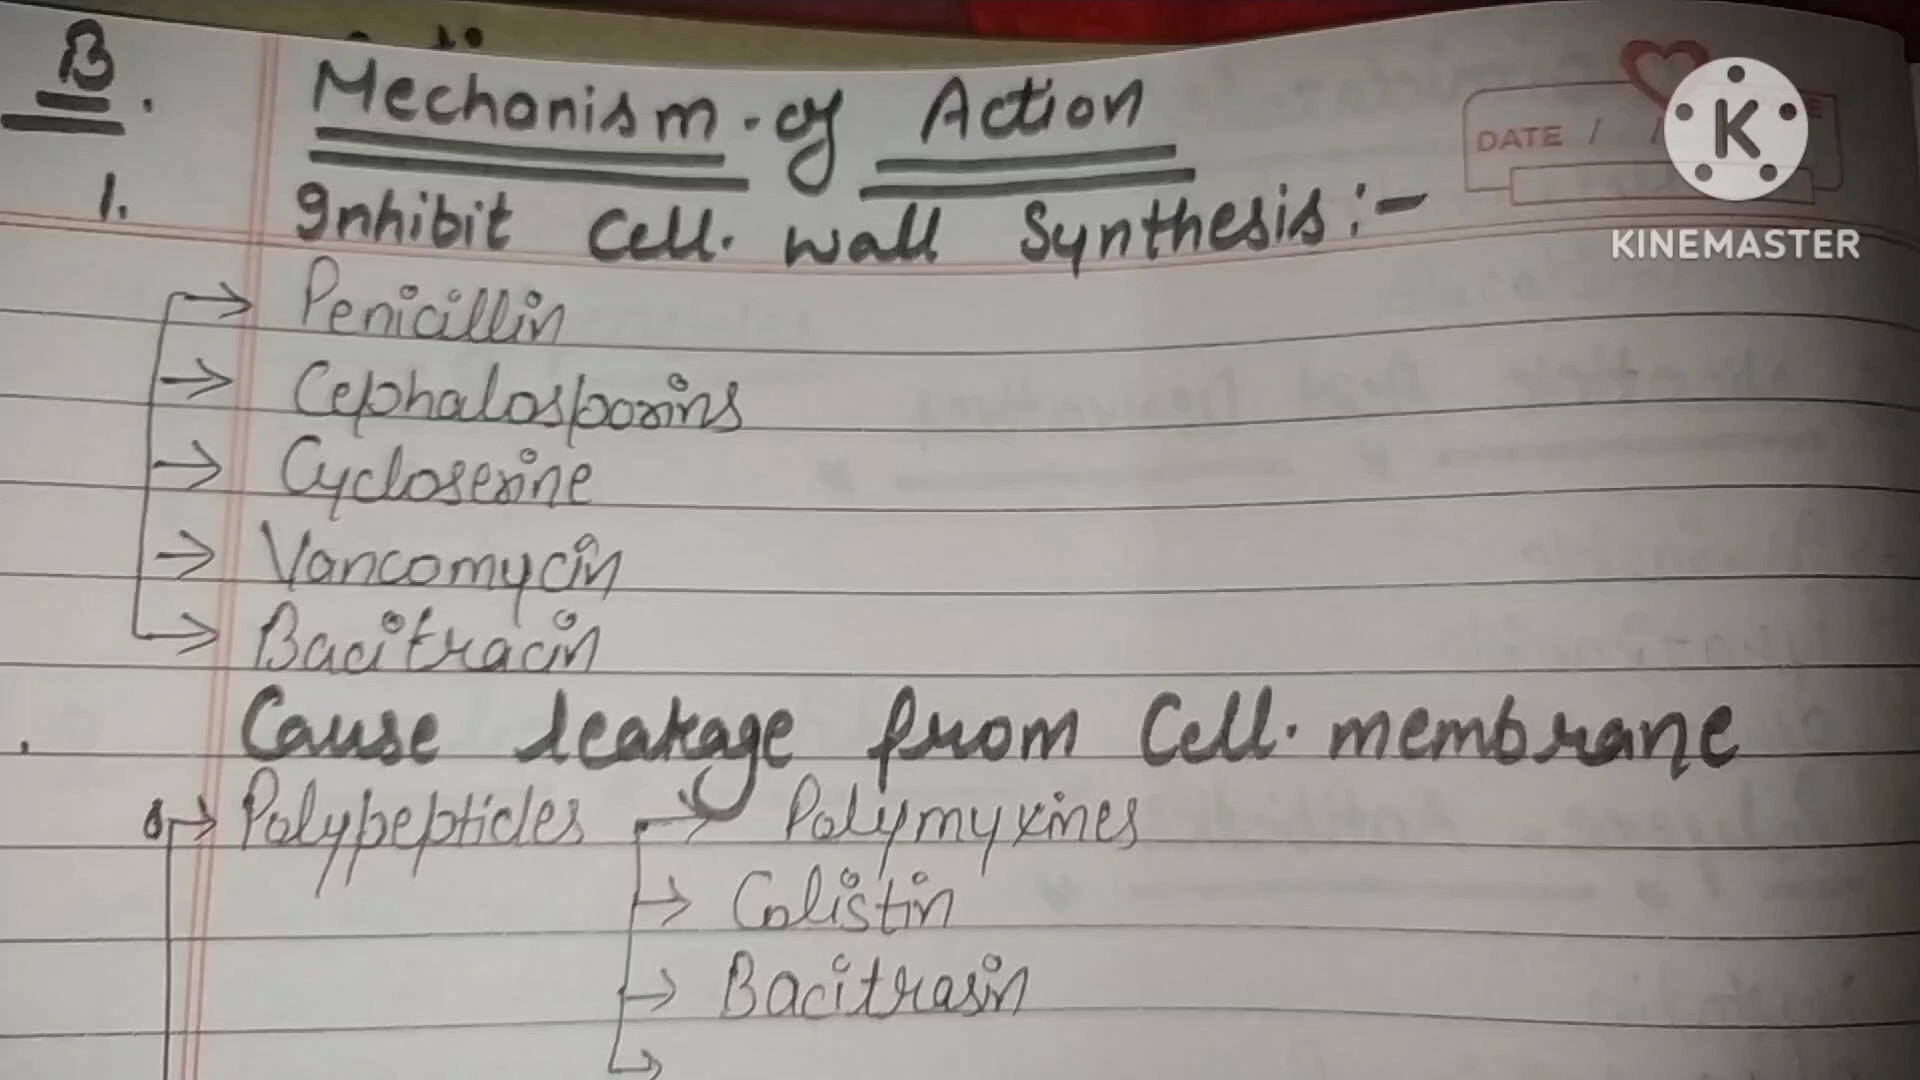 B.
Mechanism of Action
DATE / /
K
KINEMASTER
1. Inhibit Cell wall Synthesis:-
→ Penicillin
→ Cephalosporins
→ Cycloserine
→ Vancomycin
→ Bacitracin
Cause leakage from Cell membrane
→ Polypeptides → Polymyxines
→ Colistin
→ Bacitrasin